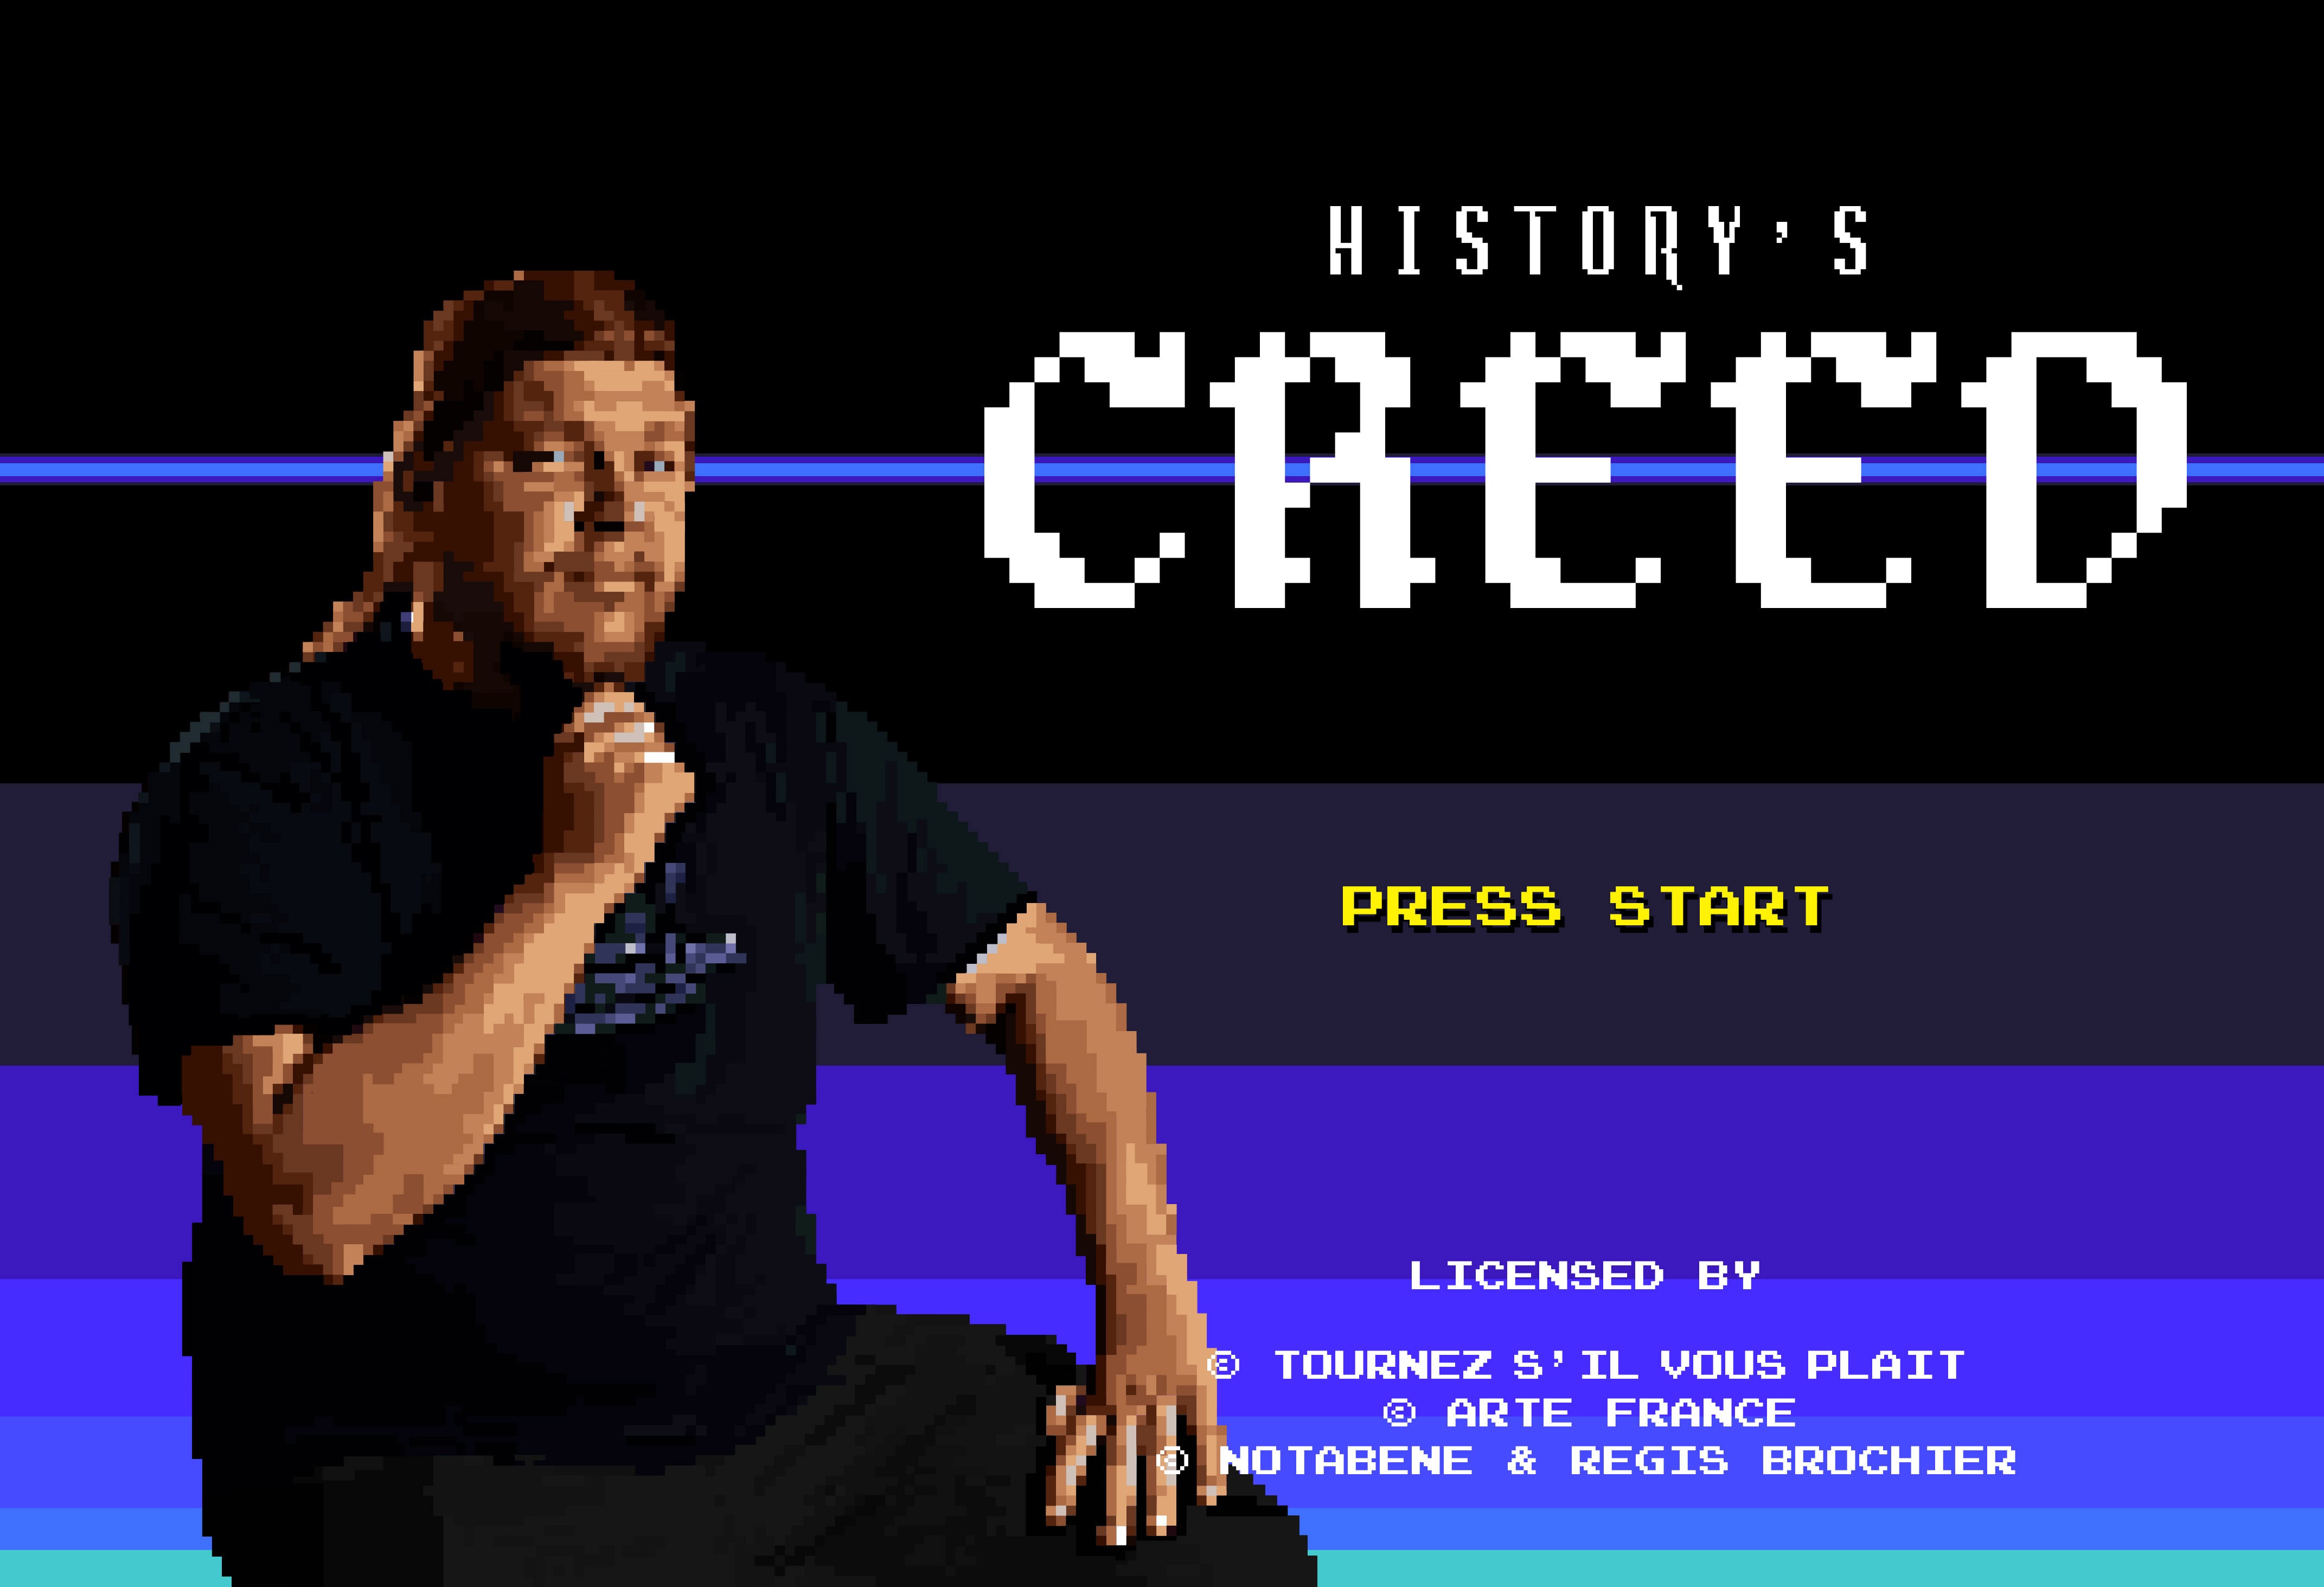 HISTORY'S
CREED
PRESS START
LICENSED BY
© TOURNEZ S'IL VOUS PLAIT
© ARTE FRANCE
© NOTABENE & REGIS BROCHIER